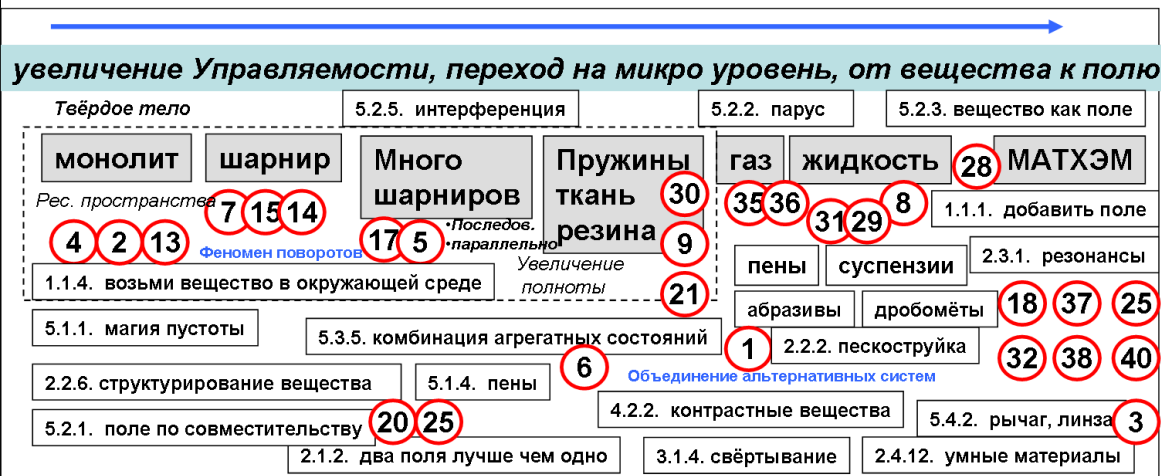 увеличение Управляемости, переход на микро уровень, от вещества к полю
Твёрдое тело
5.2.5. интерференция
5.2.2. парус
5.2.3. вещество как поле
монолит
шарнир
Много
шарниров
Пружины
ткань
резина
газ
жидкость
28
МАТХЭМ
Рес. пространства
7
15
14
30
35
36
31
29
8
1.1.1. добавить поле
4
2
13
Феномен поворотов
17
5
•Последов.
•параллельно
9
Увеличение
полноты
21
пены
суспензии
2.3.1. резонансы
1.1.4. возьми вещество в окружающей среде
абразивы
дробомёты
18
37
25
5.1.1. магия пустоты
5.3.5. комбинация агрегатных состояний
1
2.2.2. пескоструйка
32
38
40
6
Объединение альтернативных систем
2.2.6. структурирование вещества
5.1.4. пены
4.2.2. контрастные вещества
5.4.2. рычаг, линза
3
5.2.1. поле по совместительству
20
25
2.1.2. два поля лучше чем одно
3.1.4. свёртывание
2.4.12. умные материалы